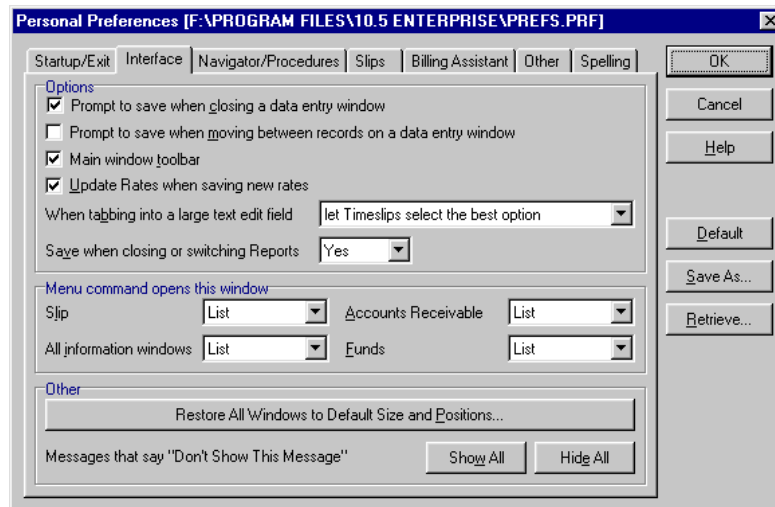 Personal Preferences [F:\PROGRAM FILES\10.5 ENTERPRISE\PREFS.PRF]
Startup/Exit Interface Navigator/Procedures Slips Billing Assistant Other Spelling
OK
Cancel
Help
Default
Save As...
Retrieve...
Options
Prompt to save when closing a data entry window
Prompt to save when moving between records on a data entry window
Main window toolbar
Update Rates when saving new rates
When tabbing into a large text edit field let Timeslips select the best option
Save when closing or switching Reports Yes
Menu command opens this window
Slip List Accounts Receivable List
All information windows List Funds List
Other
Restore All Windows to Default Size and Positions...
Messages that say "Don't Show This Message" Show All Hide All